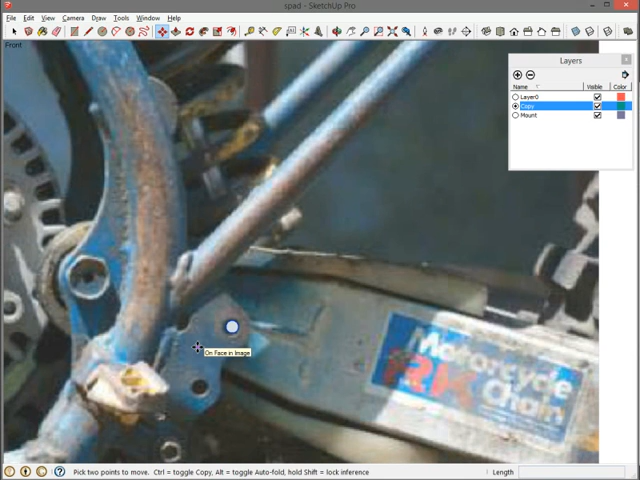 spad - SketchUp Pro
File Edit View Camera Draw Tools Window Help
Front
Layers
Name Visible Color
Layer0
Copy
Mount
On Face in Image
Motorcycle
RK Chain
Pick two points to move. Ctrl = toggle Copy, Alt = toggle Auto-fold, hold Shift = lock inference
Length